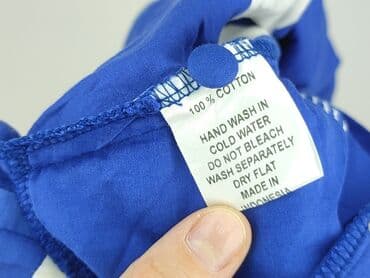 100 % COTTON
HAND WASH IN
COLD WATER
DO NOT BLEACH
WASH SEPARATELY
DRY FLAT
MADE IN
INDONESIA